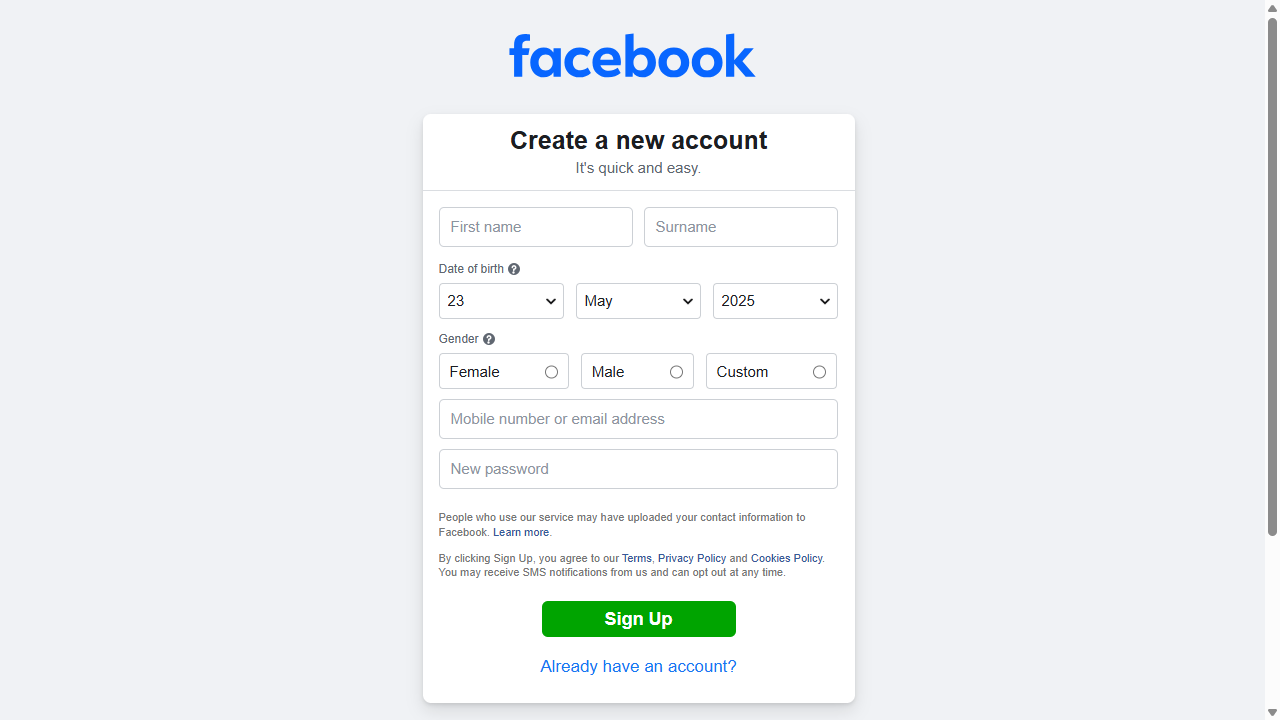 facebook
Create a new account
It's quick and easy.
First name Surname
Date of birth ?
23 May 2025
Gender ?
Female Male Custom
Mobile number or email address
New password
People who use our service may have uploaded your contact information to
Facebook. Learn more.
By clicking Sign Up, you agree to our Terms, Privacy Policy and Cookies Policy.
You may receive SMS notifications from us and can opt out at any time.
Sign Up
Already have an account?